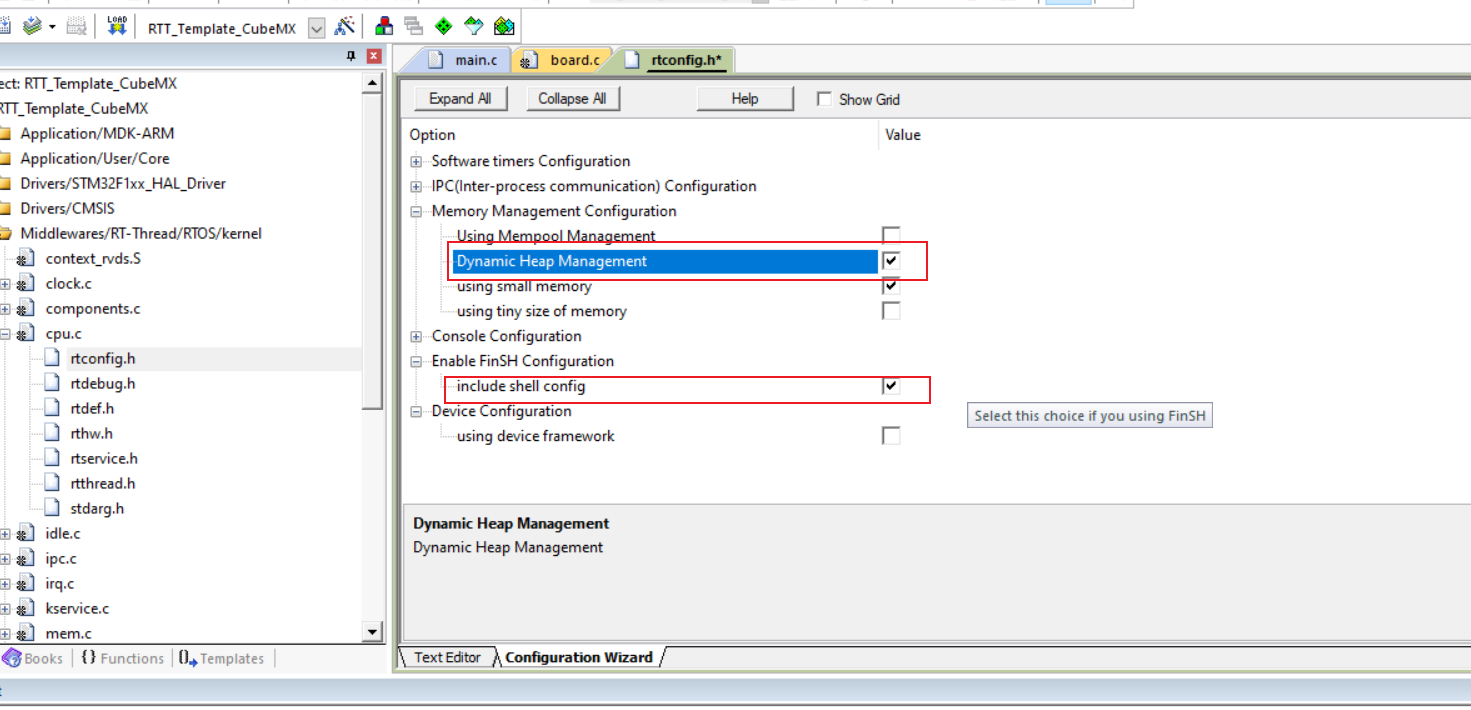 LOAD
RTT_Template_CubeMX
main.c
board.c
rtconfig.h*
ect: RTT_Template_CubeMX
RTT_Template_CubeMX
Application/MDK-ARM
Application/User/Core
Drivers/STM32F1xx_HAL_Driver
Drivers/CMSIS
Middlewares/RT-Thread/RTOS/kernel
context_rvds.S
clock.c
components.c
cpu.c
rtconfig.h
rtdebug.h
rtdef.h
rthw.h
rtservice.h
rtthread.h
stdarg.h
idle.c
ipc.c
irq.c
kservice.c
mem.c
Books
{} Functions
Templates
Expand All
Collapse All
Help
Show Grid
Option
Value
Software timers Configuration
IPC(Inter-process communication) Configuration
Memory Management Configuration
Using Mempool Management
Dynamic Heap Management
using small memory
using tiny size of memory
Console Configuration
Enable FinSH Configuration
include shell config
Device Configuration
using device framework
Select this choice if you using FinSH
Dynamic Heap Management
Dynamic Heap Management
Text Editor
Configuration Wizard